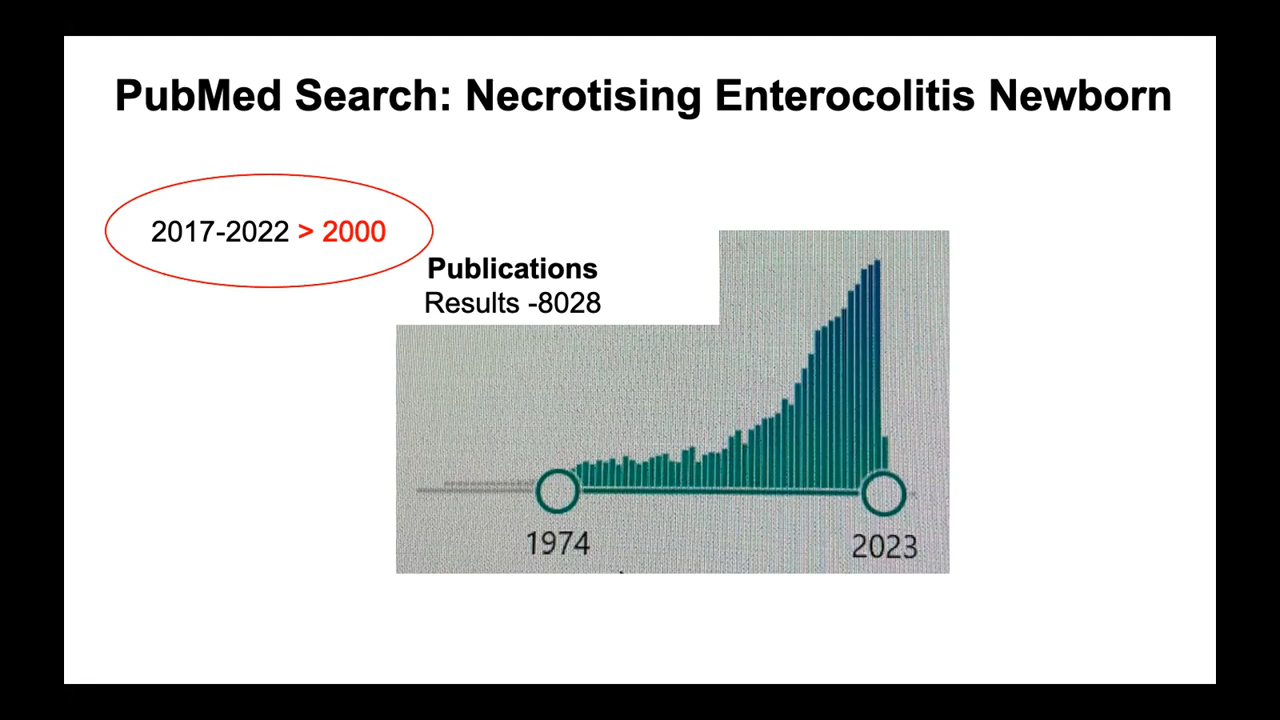 PubMed Search: Necrotising Enterocolitis Newborn
2017-2022 > 2000
Publications
Results -8028
1974
2023